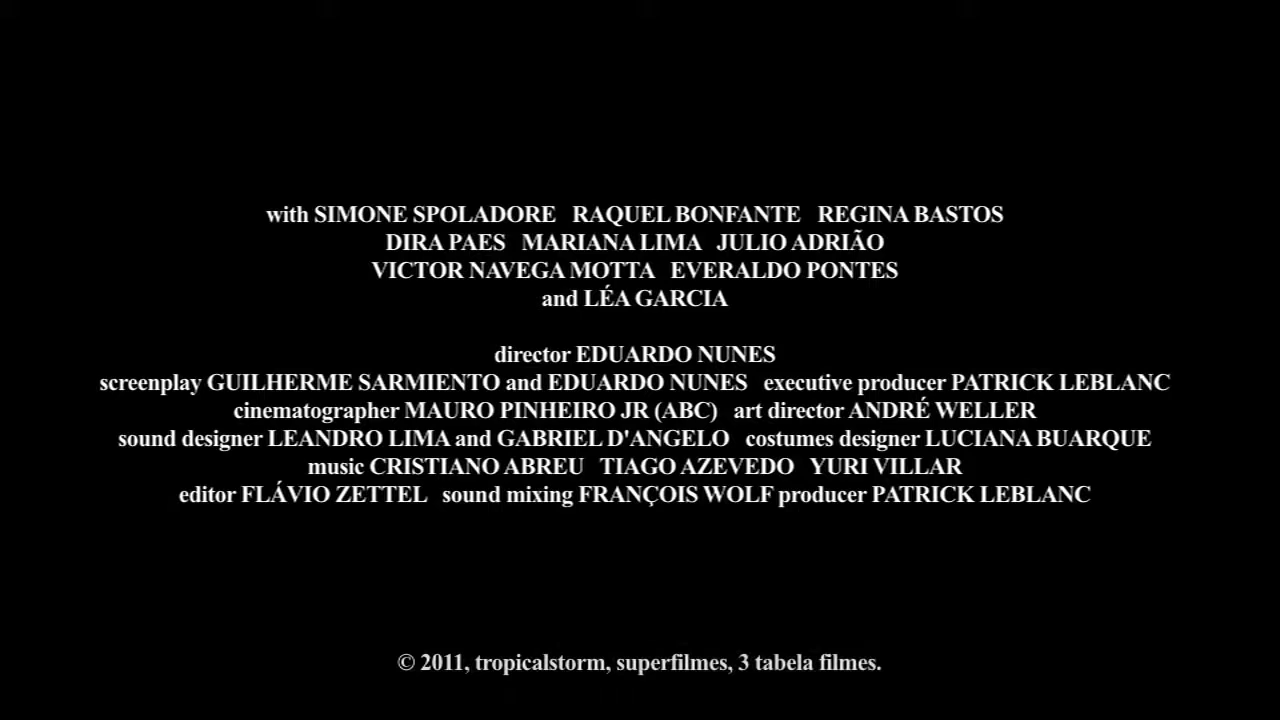 with SIMONE SPOLADORE RAQUEL BONFANTE REGINA BASTOS
DIRA PAES MARIANA LIMA JULIO ADRIÃO
VICTOR NAVEGA MOTTA EVERALDO PONTES
and LÉA GARCIA
director EDUARDO NUNES
screenplay GUILHERME SARMIENTO and EDUARDO NUNES executive producer PATRICK LEBLANC
cinematographer MAURO PINHEIRO JR (ABC) art director ANDRÉ WELLER
sound designer LEANDRO LIMA and GABRIEL D'ANGELO costumes designer LUCIANA BUARQUE
music CRISTIANO ABREU TIAGO AZEVEDO YURI VILLAR
editor FLÁVIO ZETTEL sound mixing FRANÇOIS WOLF producer PATRICK LEBLANC
© 2011, tropicalstorm, superfilmes, 3 tabela filmes.